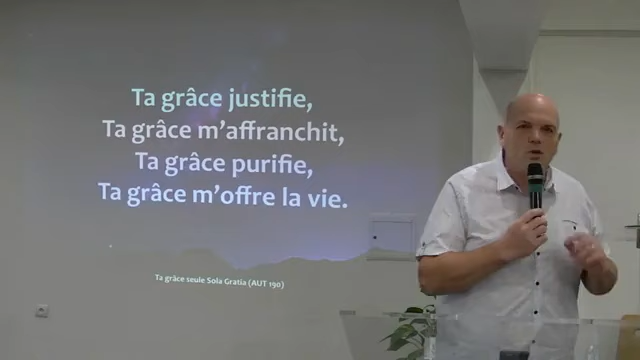 Ta grâce justifie,
Ta grâce m’affranchit,
Ta grâce purifie,
Ta grâce m’offre la vie.
Ta grâce seule Sola Gratia (AUT 190)